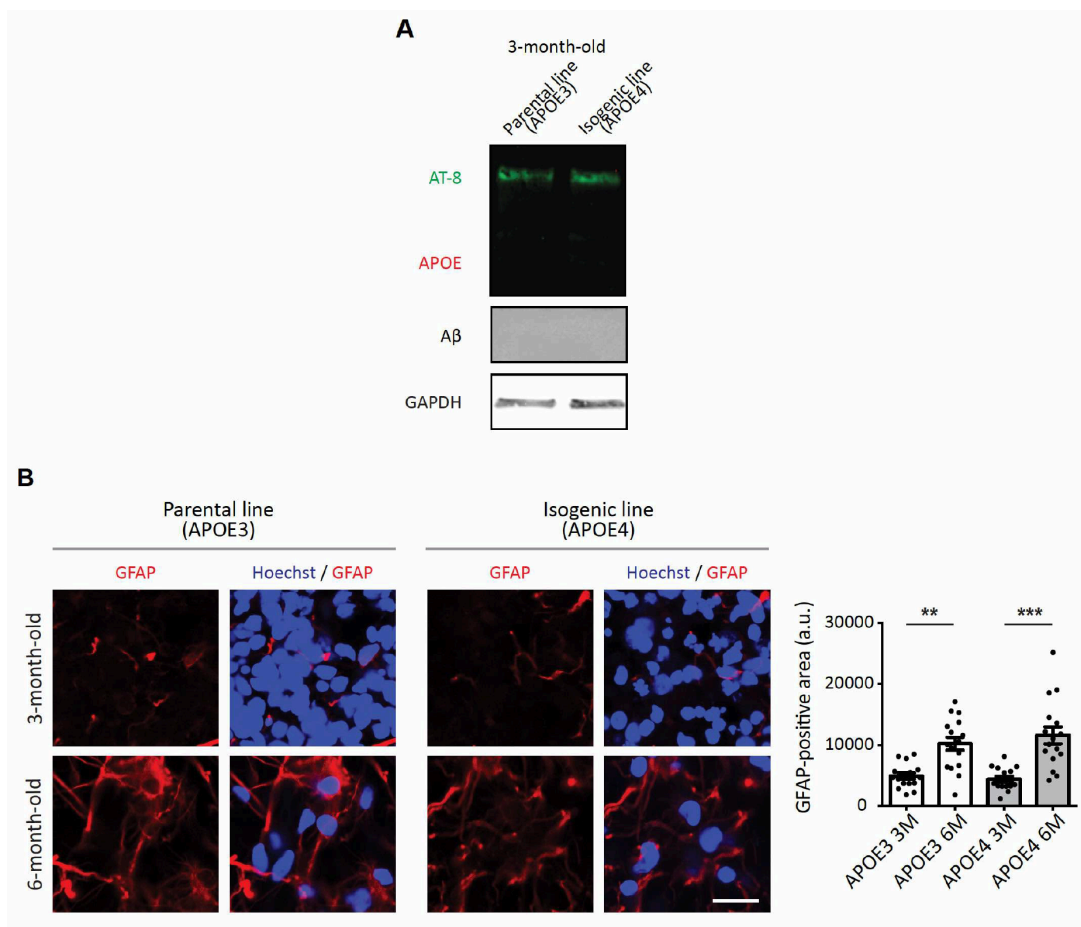 A
3-month-old
Parental line
(APOE3)
Isogenic line
(APOE4)
AT-8
APOE
Aβ
GAPDH
B
Parental line
(APOE3)
Isogenic line
(APOE4)
GFAP
Hoechst / GFAP
GFAP
Hoechst / GFAP
3-month-old
6-month-old
GFAP-positive area (a.u.)
30000
20000
10000
0
**
***
APOE3 3M
APOE3 6M
APOE4 3M
APOE4 6M